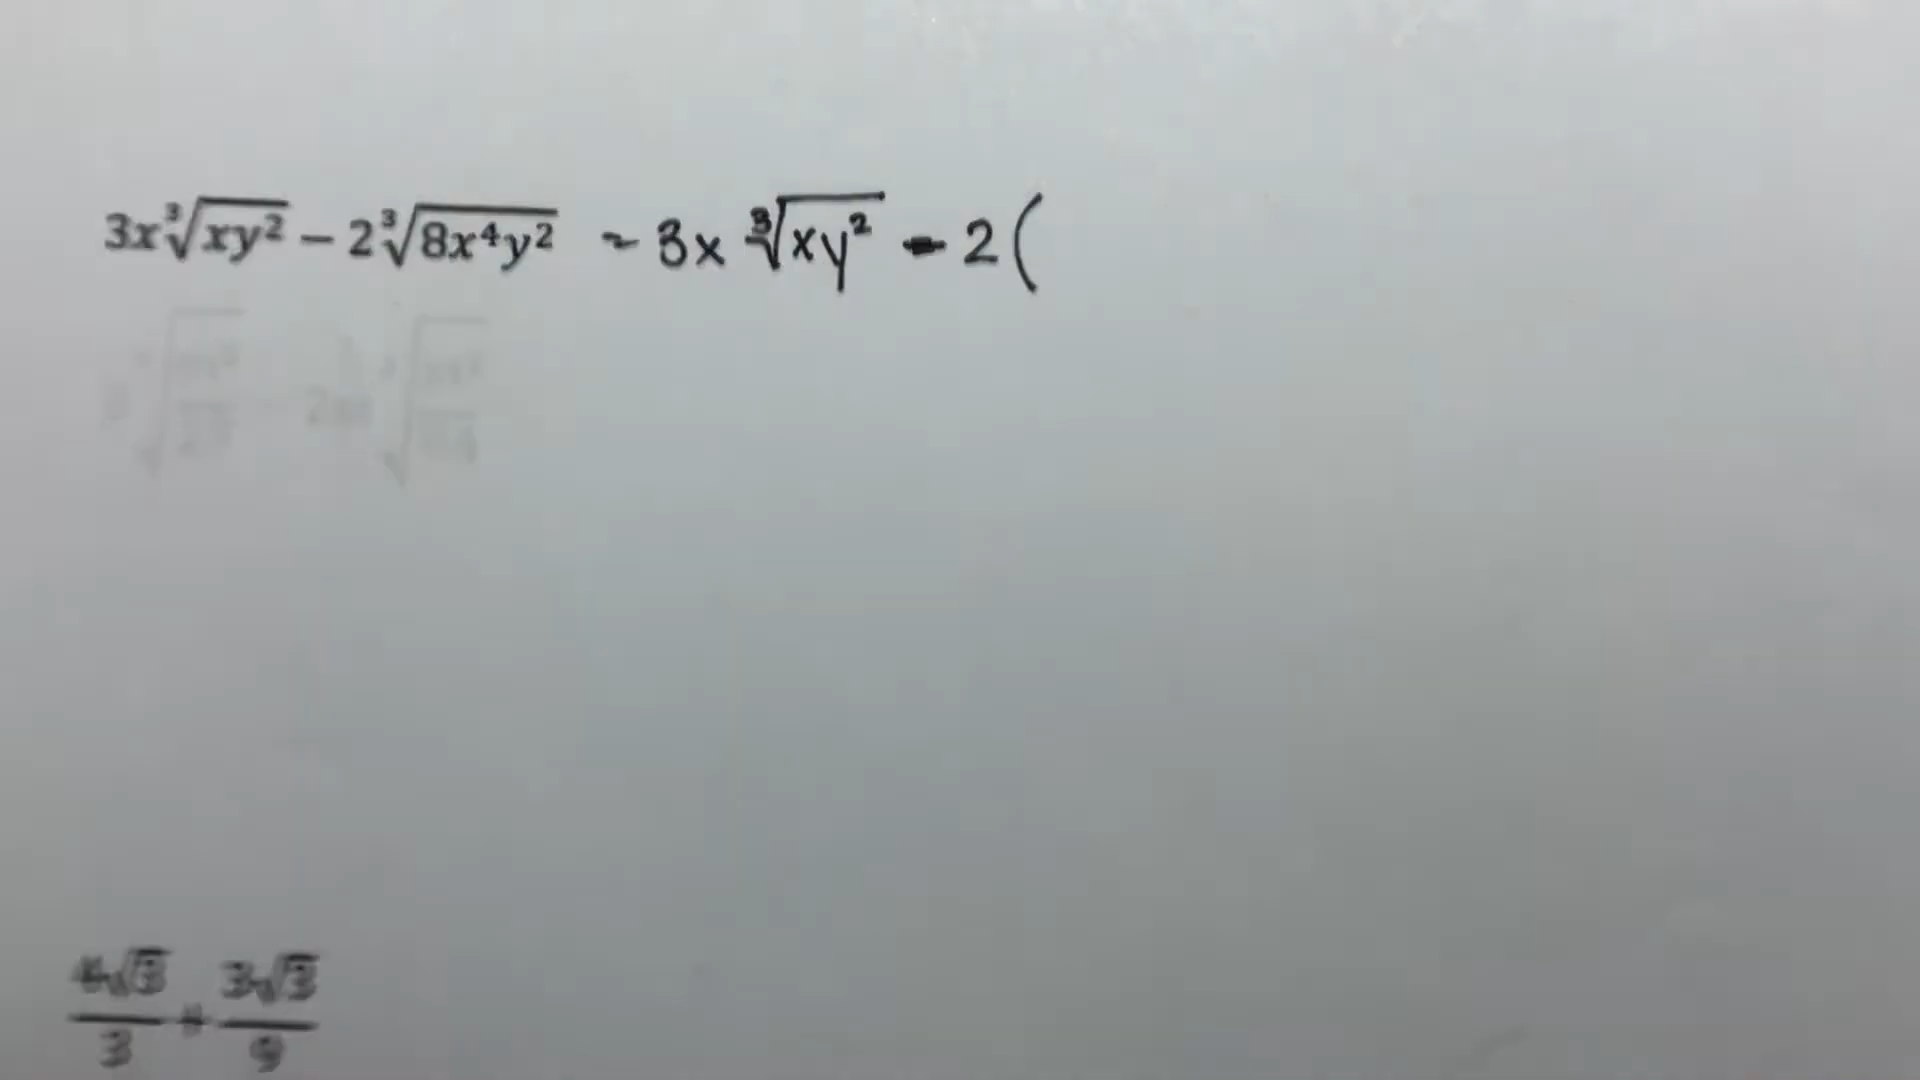 3x∛(xy²) − 2∛(8x⁴y²) ~ 3x ∛(xy²) - 2 (
4√3/3 + 3√3/9